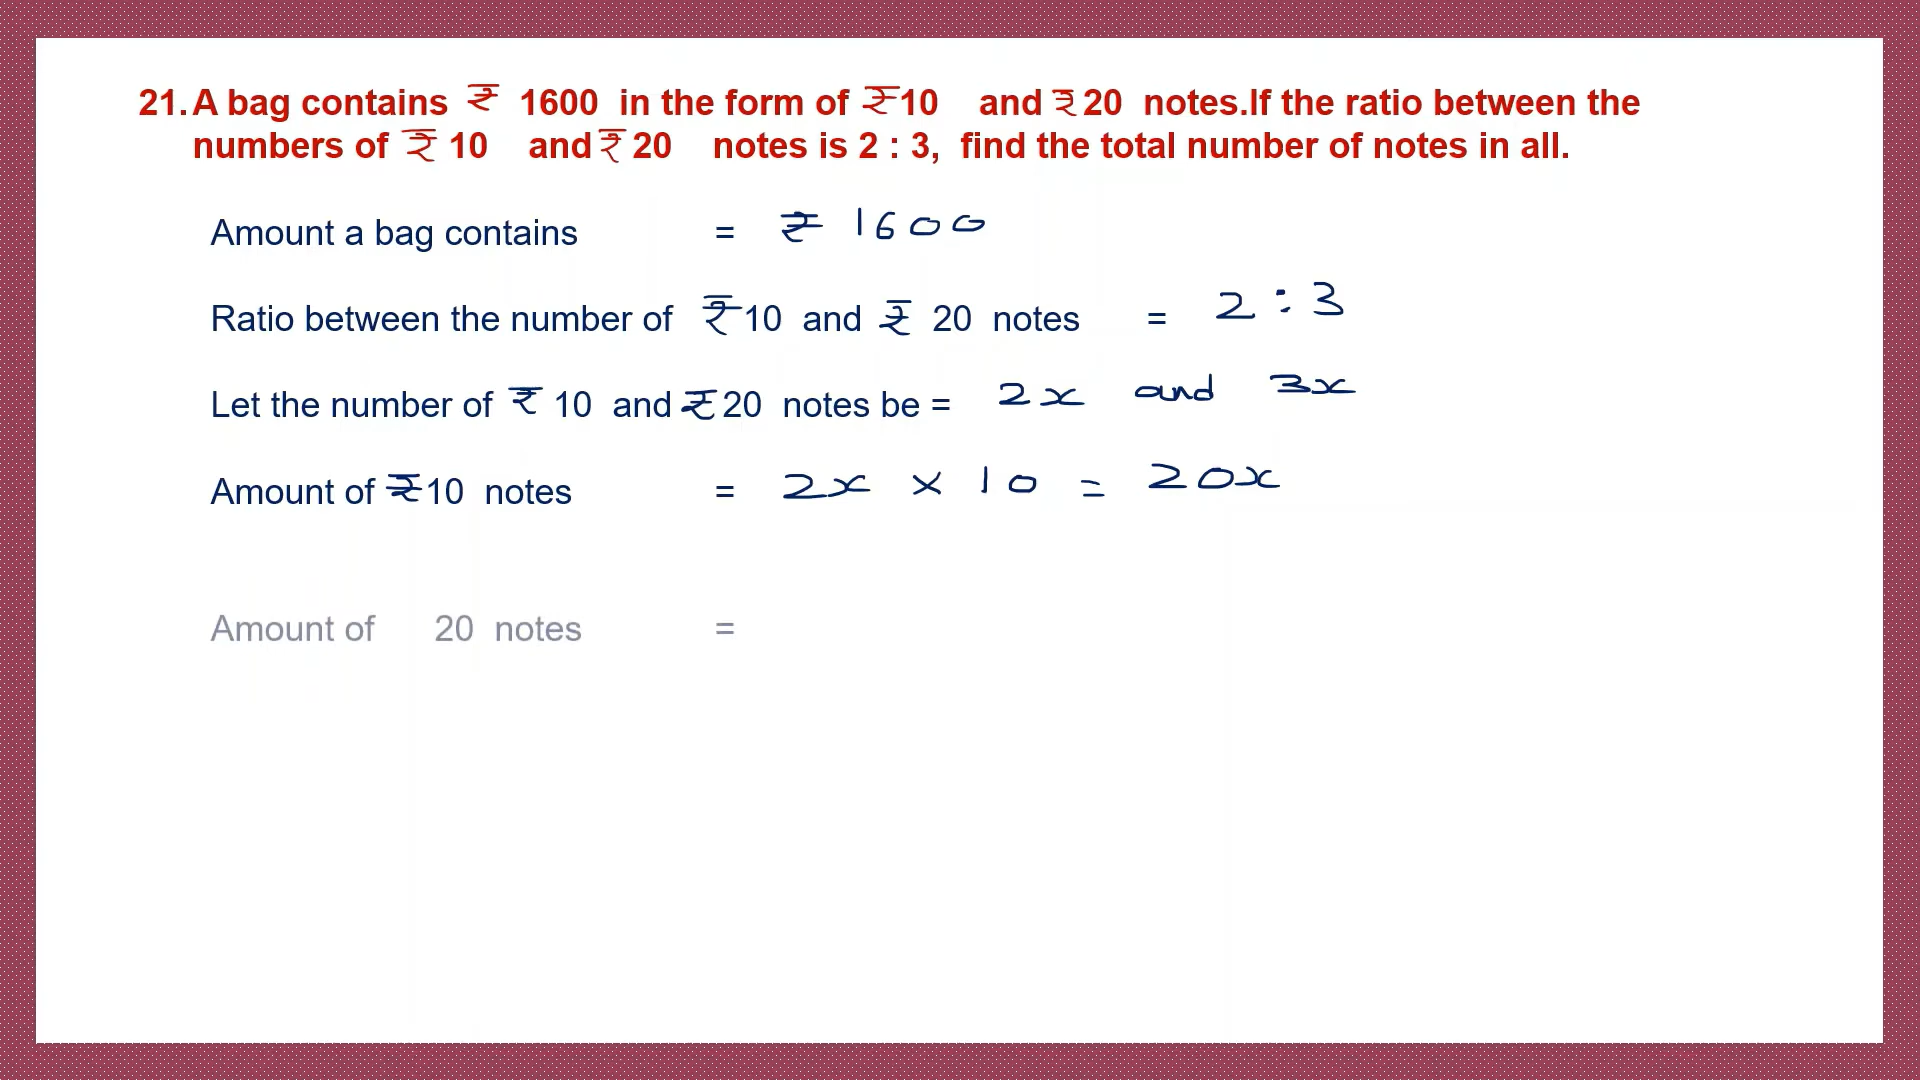 21. A bag contains ₹ 1600 in the form of ₹ 10 and ₹ 20 notes.If the ratio between the
numbers of ₹ 10 and ₹ 20 notes is 2 : 3, find the total number of notes in all.
Amount a bag contains = ₹ 1600
Ratio between the number of ₹ 10 and ₹ 20 notes = 2 : 3
Let the number of ₹ 10 and ₹ 20 notes be = 2x and 3x
Amount of ₹ 10 notes = 2x × 10 = 20x
Amount of 20 notes =